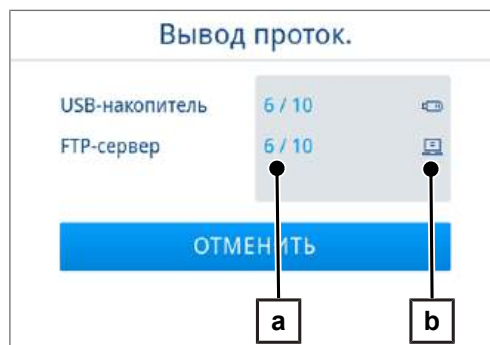 Вывод проток.
USB-накопитель 6 / 10
FTP-сервер 6 / 10
ОТМЕНИТЬ
a b